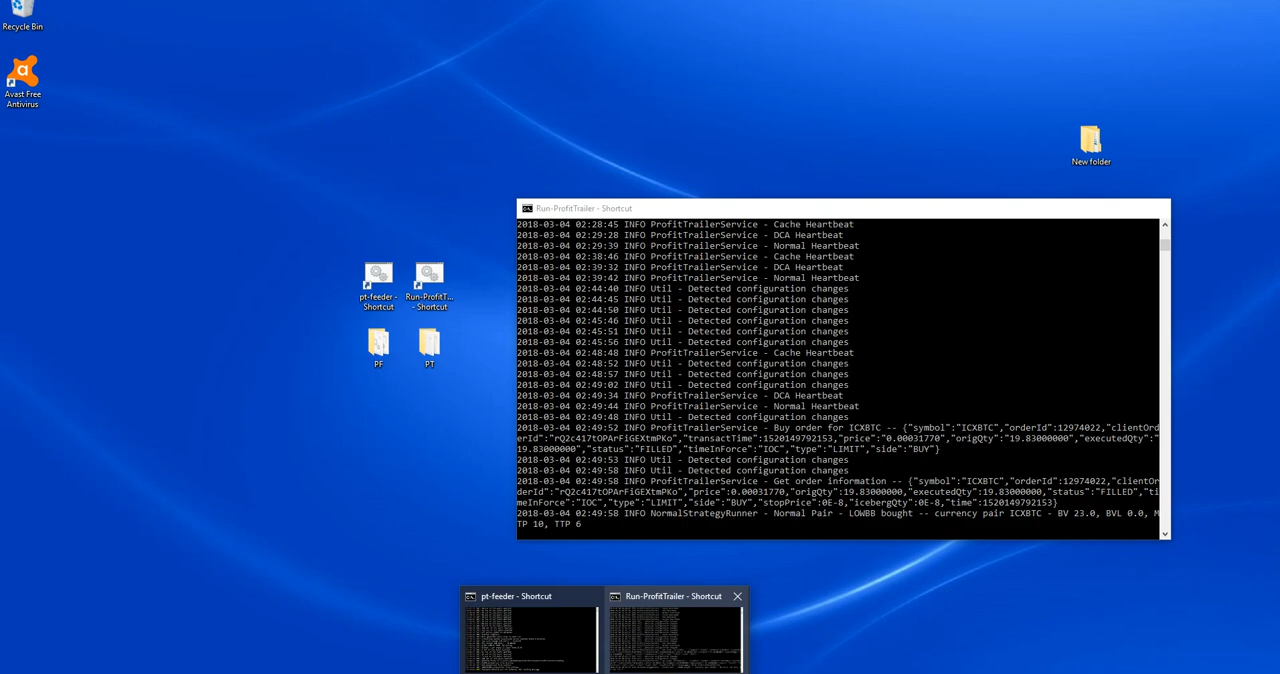 Recycle Bin
Avast Free
Antivirus
New folder
pt-feeder -
Shortcut
Run-ProfitT...
- Shortcut
PF
PT
Run-ProfitTrailer - Shortcut
2018-03-04 02:28:45 INFO ProfitTrailerService - Cache Heartbeat
2018-03-04 02:29:28 INFO ProfitTrailerService - DCA Heartbeat
2018-03-04 02:29:39 INFO ProfitTrailerService - Normal Heartbeat
2018-03-04 02:38:46 INFO ProfitTrailerService - Cache Heartbeat
2018-03-04 02:39:32 INFO ProfitTrailerService - DCA Heartbeat
2018-03-04 02:39:42 INFO ProfitTrailerService - Normal Heartbeat
2018-03-04 02:44:40 INFO Util - Detected configuration changes
2018-03-04 02:44:45 INFO Util - Detected configuration changes
2018-03-04 02:44:50 INFO Util - Detected configuration changes
2018-03-04 02:45:46 INFO Util - Detected configuration changes
2018-03-04 02:45:51 INFO Util - Detected configuration changes
2018-03-04 02:45:56 INFO Util - Detected configuration changes
2018-03-04 02:48:48 INFO ProfitTrailerService - Cache Heartbeat
2018-03-04 02:48:52 INFO Util - Detected configuration changes
2018-03-04 02:48:57 INFO Util - Detected configuration changes
2018-03-04 02:49:02 INFO Util - Detected configuration changes
2018-03-04 02:49:34 INFO ProfitTrailerService - DCA Heartbeat
2018-03-04 02:49:44 INFO ProfitTrailerService - Normal Heartbeat
2018-03-04 02:49:48 INFO Util - Detected configuration changes
2018-03-04 02:49:52 INFO ProfitTrailerService - Buy order for ICXBTC -- {"symbol":"ICXBTC","orderId":12974022,"clientOrd
erId":"rQ2c417tOPArFiGEXtmPKo","transactTime":1520149792153,"price":"0.00031770","origQty":"19.83000000","executedQty":"
19.83000000","status":"FILLED","timeInForce":"IOC","type":"LIMIT","side":"BUY"}
2018-03-04 02:49:53 INFO Util - Detected configuration changes
2018-03-04 02:49:58 INFO Util - Detected configuration changes
2018-03-04 02:49:58 INFO ProfitTrailerService - Get order information -- {"symbol":"ICXBTC","orderId":12974022,"clientOr
derId":"rQ2c417tOPArFiGEXtmPKo","price":0.00031770,"origQty":19.83000000,"executedQty":19.83000000,"status":"FILLED","ti
meInForce":"IOC","type":"LIMIT","side":"BUY","stopPrice":0E-8,"icebergQty":0E-8,"time":1520149792153}
2018-03-04 02:49:58 INFO NormalStrategyRunner - Normal Pair - LOWBB bought -- currency pair ICXBTC - BV 23.0, BVL 0.0, M
TP 10, TTP 6
pt-feeder - Shortcut
Run-ProfitTrailer - Shortcut